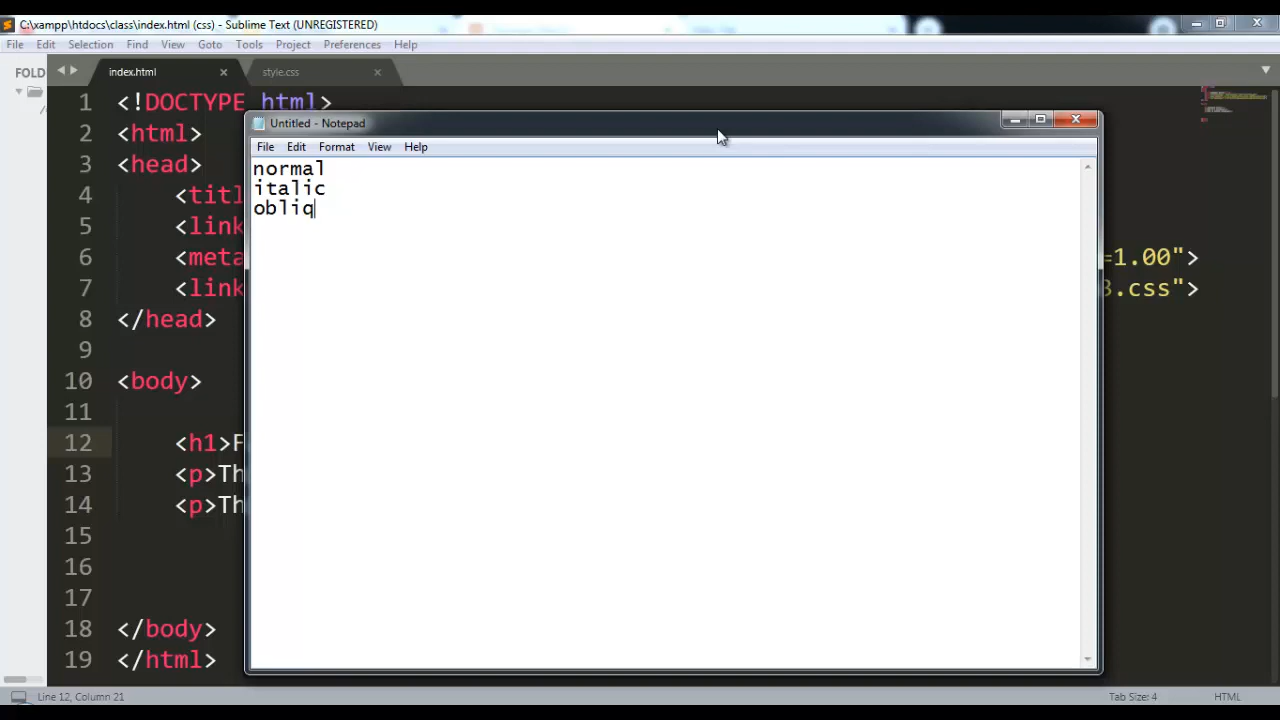 C:\xampp\htdocs\class\index.html (css) - Sublime Text (UNREGISTERED)
File Edit Selection Find View Goto Tools Project Preferences Help
FOLD
index.html
style.css
1 <!DOCTYPE html>
2 <html>
3 <head>
4 <titl
5 <link
6 <meta =1.00">
7 <link 3.css">
8 </head>
9
10 <body>
11
12 <h1>F
13 <p>Th
14 <p>Th
15
16
17
18 </body>
19 </html>
Untitled - Notepad
File Edit Format View Help
normal
italic
obliq
Line 12, Column 21
Tab Size: 4
HTML